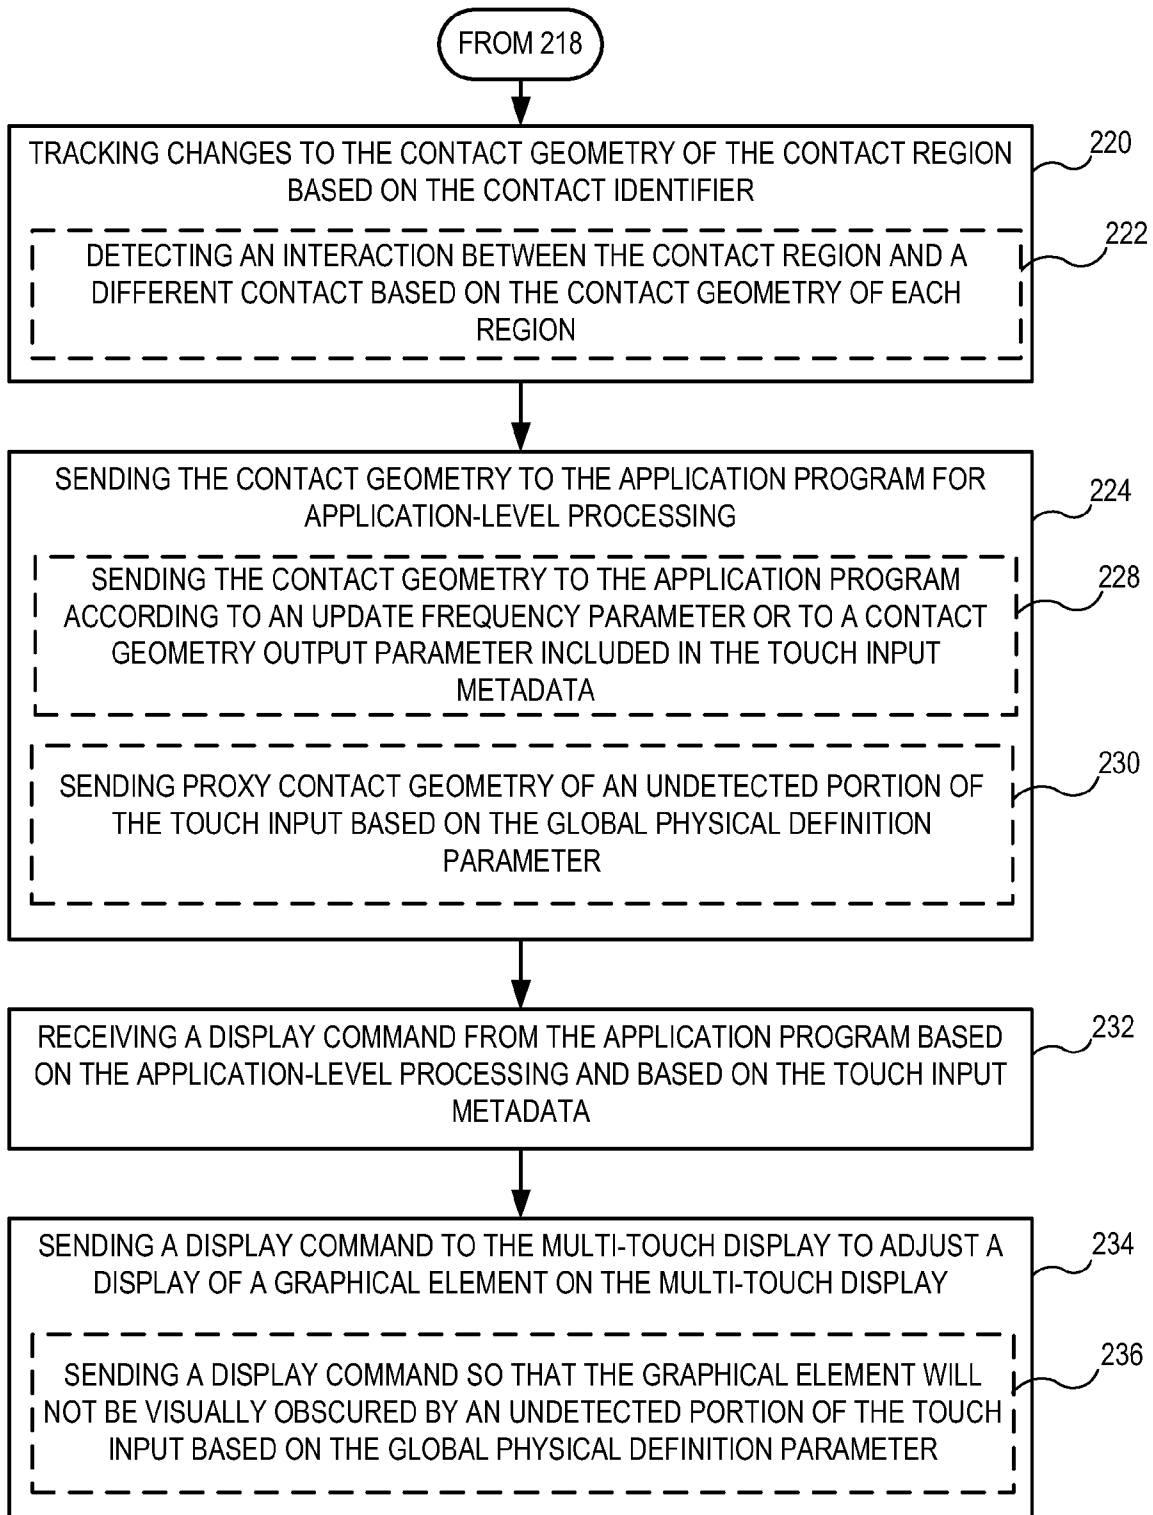 FROM 218
TRACKING CHANGES TO THE CONTACT GEOMETRY OF THE CONTACT REGION
BASED ON THE CONTACT IDENTIFIER
220
DETECTING AN INTERACTION BETWEEN THE CONTACT REGION AND A
DIFFERENT CONTACT BASED ON THE CONTACT GEOMETRY OF EACH
REGION
222
SENDING THE CONTACT GEOMETRY TO THE APPLICATION PROGRAM FOR
APPLICATION-LEVEL PROCESSING
224
SENDING THE CONTACT GEOMETRY TO THE APPLICATION PROGRAM
ACCORDING TO AN UPDATE FREQUENCY PARAMETER OR TO A CONTACT
GEOMETRY OUTPUT PARAMETER INCLUDED IN THE TOUCH INPUT
METADATA
228
SENDING PROXY CONTACT GEOMETRY OF AN UNDETECTED PORTION OF
THE TOUCH INPUT BASED ON THE GLOBAL PHYSICAL DEFINITION
PARAMETER
230
RECEIVING A DISPLAY COMMAND FROM THE APPLICATION PROGRAM BASED
ON THE APPLICATION-LEVEL PROCESSING AND BASED ON THE TOUCH INPUT
METADATA
232
SENDING A DISPLAY COMMAND TO THE MULTI-TOUCH DISPLAY TO ADJUST A
DISPLAY OF A GRAPHICAL ELEMENT ON THE MULTI-TOUCH DISPLAY
234
SENDING A DISPLAY COMMAND SO THAT THE GRAPHICAL ELEMENT WILL
NOT BE VISUALLY OBSCURED BY AN UNDETECTED PORTION OF THE TOUCH
INPUT BASED ON THE GLOBAL PHYSICAL DEFINITION PARAMETER
236